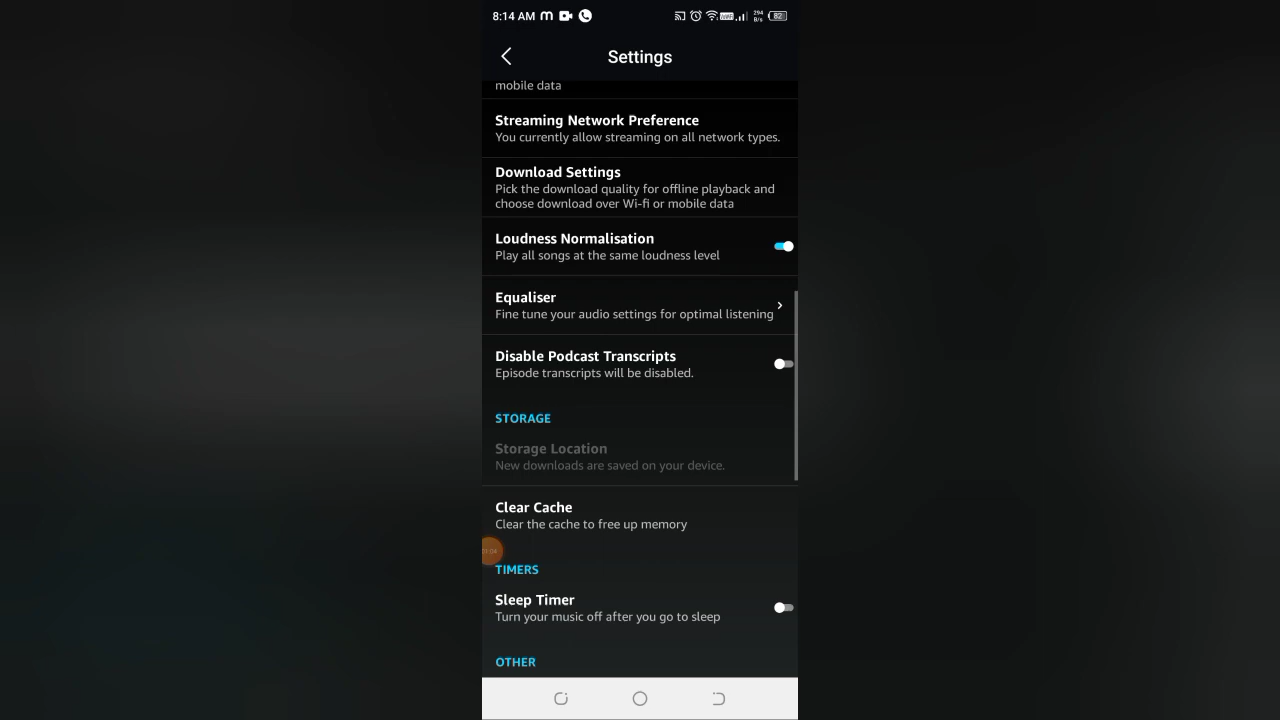 8:14 AM
294
B/s
82
Settings
mobile data
Streaming Network Preference
You currently allow streaming on all network types.
Download Settings
Pick the download quality for offline playback and
choose download over Wi-fi or mobile data
Loudness Normalisation
Play all songs at the same loudness level
Equaliser
Fine tune your audio settings for optimal listening
Disable Podcast Transcripts
Episode transcripts will be disabled.
STORAGE
Storage Location
New downloads are saved on your device.
Clear Cache
Clear the cache to free up memory
01:04
TIMERS
Sleep Timer
Turn your music off after you go to sleep
OTHER